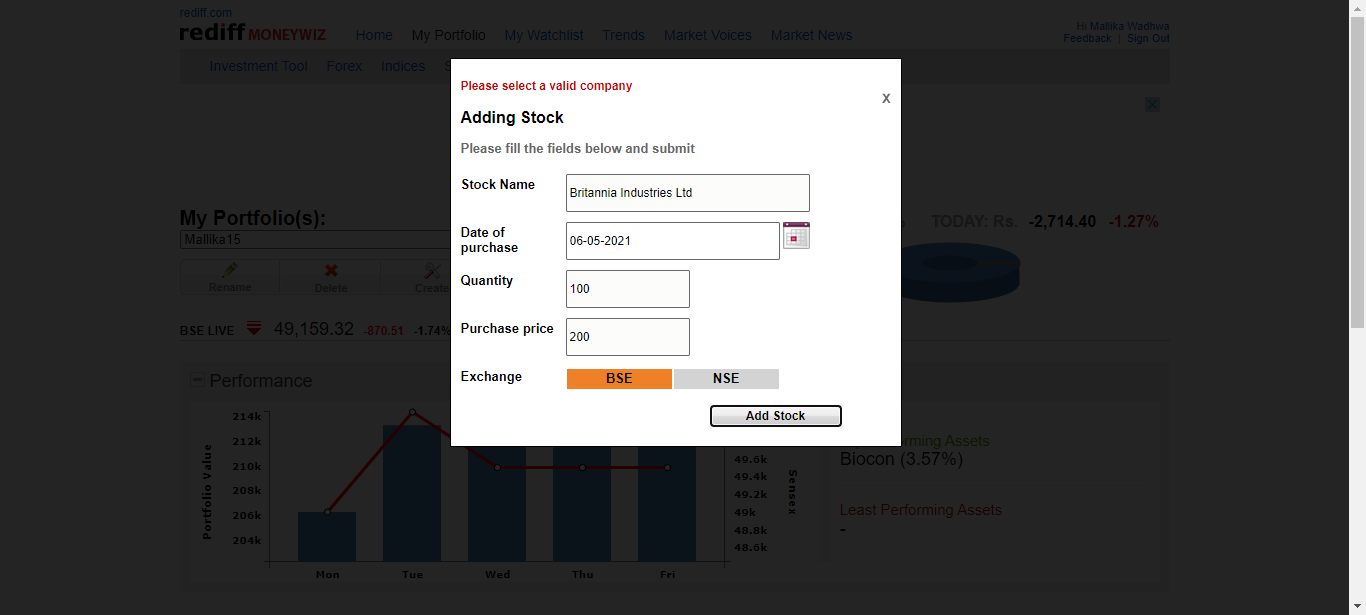 rediff.com
rediff MONEYWIZ
Home My Portfolio My Watchlist Trends Market Voices Market News
Hi Mallika Wadhwa
Feedback | Sign Out
Investment Tool Forex Indices
Please select a valid company
X
Adding Stock
Please fill the fields below and submit
Stock Name Britannia Industries Ltd
Date of purchase 06-05-2021
Quantity 100
Purchase price 200
Exchange BSE NSE
Add Stock
My Portfolio(s):
Mallika15
TODAY: Rs. -2,714.40 -1.27%
Rename Delete Create
BSE LIVE 49,159.32 -870.51 -1.74%
Performance
Portfolio Value
214k
212k
210k
208k
206k
204k
Mon Tue Wed Thu Fri
49.6k
49.4k
49.2k
49k
48.8k
48.6k
Sensex
Assets
Biocon (3.57%)
Least Performing Assets
-